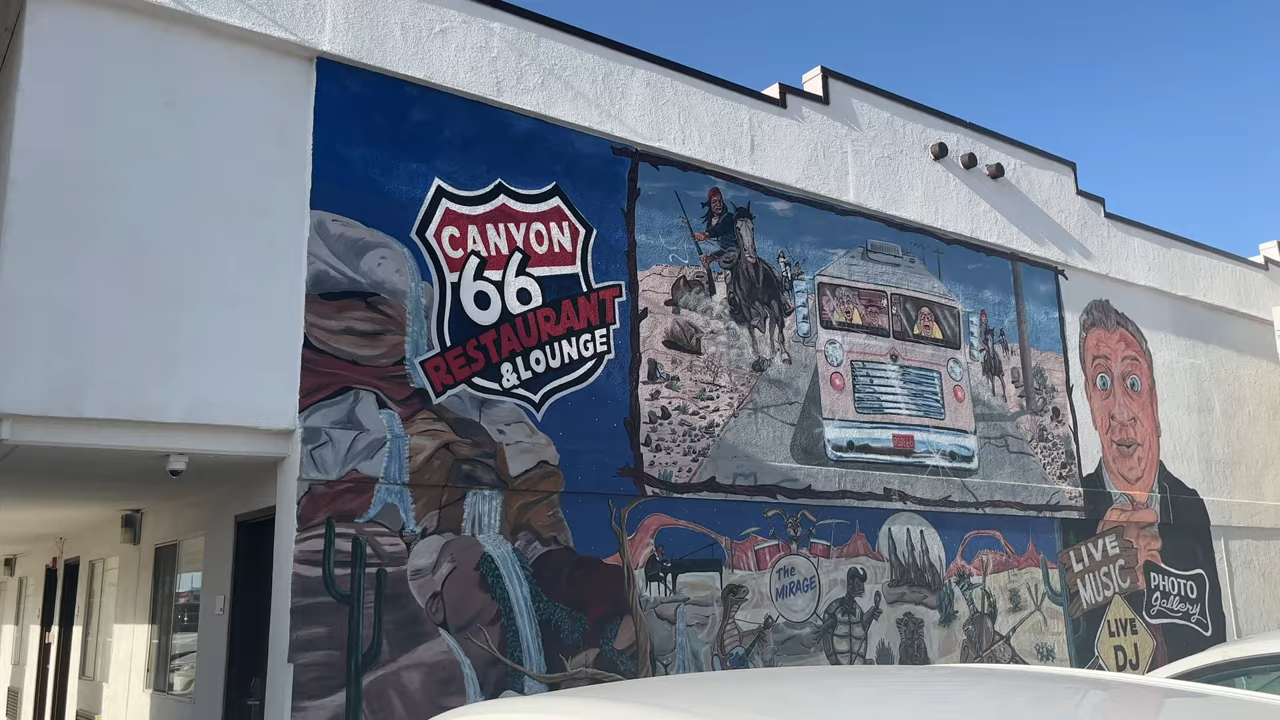 CANYON
66
RESTAURANT
&LOUNGE
The
MIRAGE
LIVE
MUSIC
PHOTO
gallery
LIVE
DJ